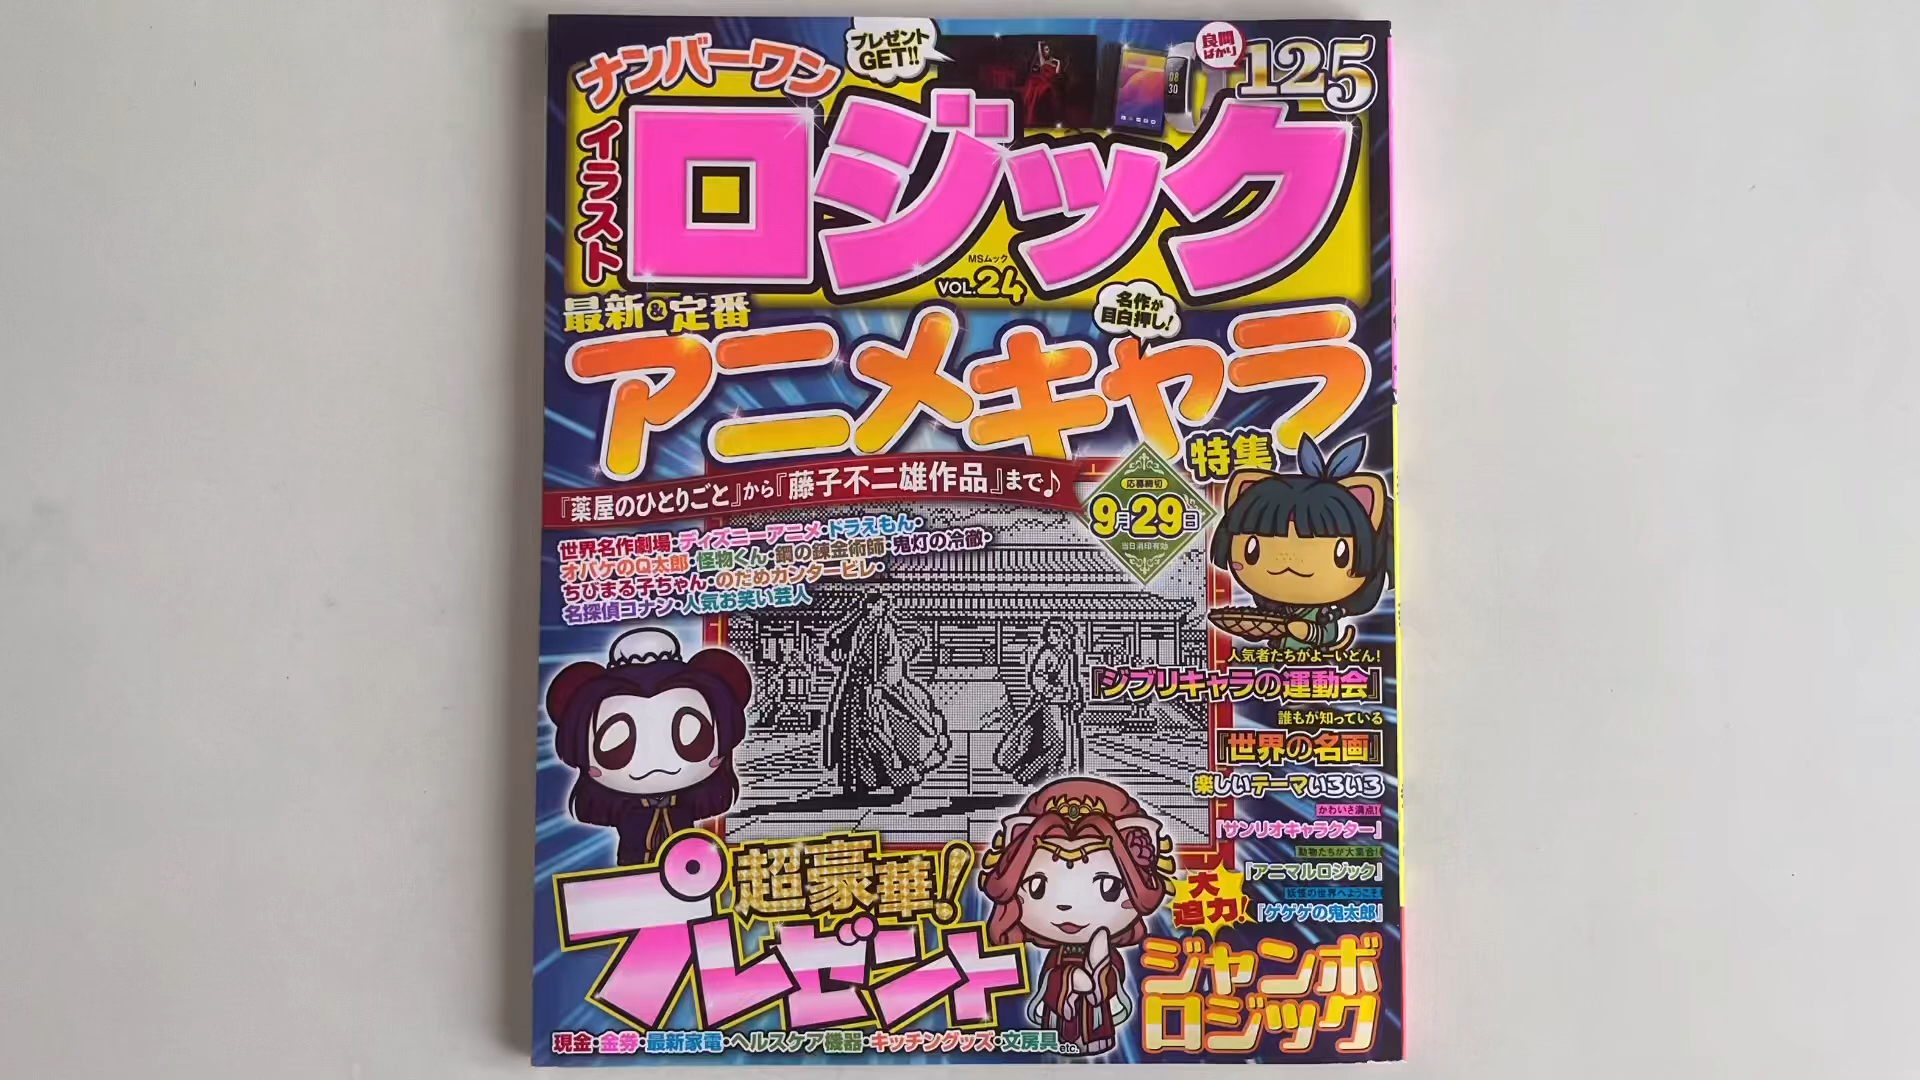 ナンバーワン
プレゼント
GET!!
良問
ばかり
125
イラスト
ロジック
MSムック
VOL.24
最新&定番
名作が
目白押し!
アニメキャラ
特集
『薬屋のひとりごと』から『藤子不二雄作品』まで♪
応募締切
9月29日
当日消印有効
世界名作劇場・ディズニーアニメ・ドラえもん・
オバケのQ太郎・怪物くん・鋼の錬金術師・鬼灯の冷徹・
ちびまる子ちゃん・のだめカンタービレ・
名探偵コナン・人気お笑い芸人
人気者たちがよーいどん!
『ジブリキャラの運動会』
誰もが知っている
『世界の名画』
楽しいテーマいろいろ
かわいさ満点!
『サンリオキャラクター』
動物たちが大集合!
『アニマルロジック』
妖怪の世界へようこそ
『ゲゲゲの鬼太郎』
大
迫力!
ジャンボ
ロジック
超豪華!
プレゼント
現金・金券・最新家電・ヘルスケア機器・キッチングッズ・文房具etc.